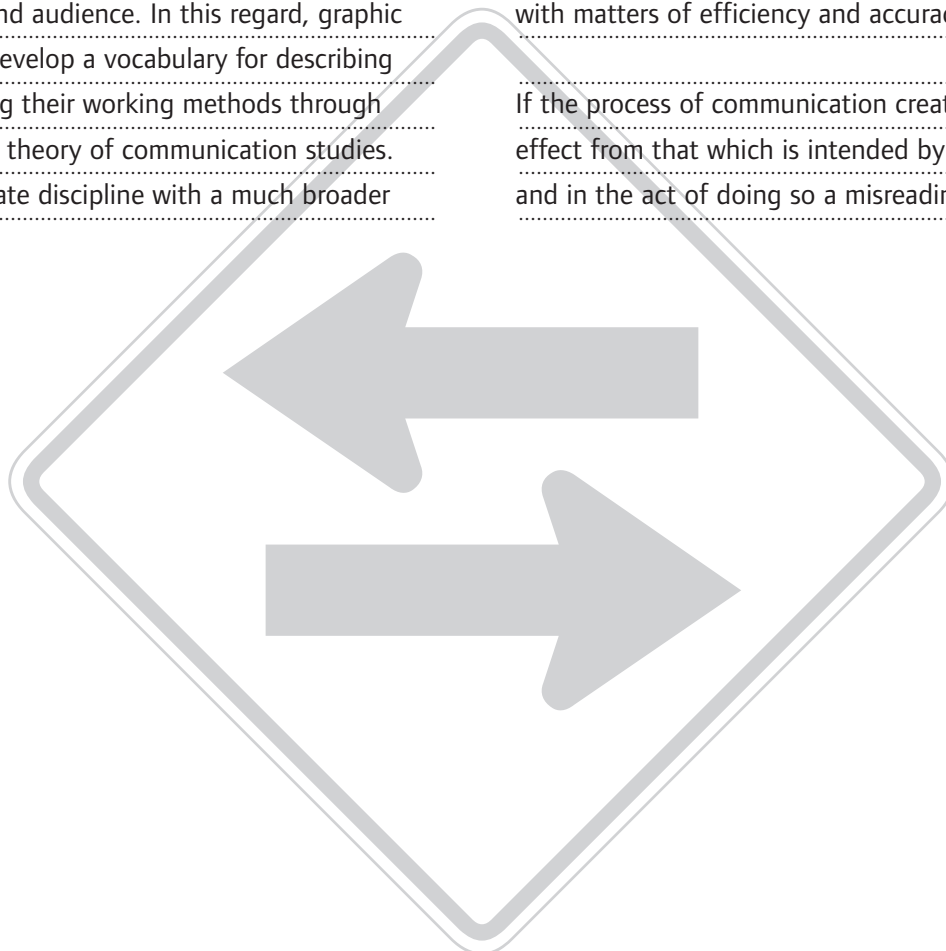 nd audience. In this regard, graphic
evelop a vocabulary for describing
g their working methods through
theory of communication studies.
ate discipline with a much broader
with matters of efficiency and accurac
If the process of communication creat
effect from that which is intended by
and in the act of doing so a misreadin